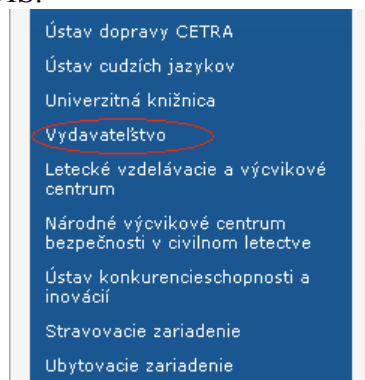 Ústav dopravy CETRA
Ústav cudzích jazykov
Univerzitná knižnica
Vydavateľstvo
Letecké vzdelávacie a výcvikové
centrum
Národné výcvikové centrum
bezpečnosti v civilnom letectve
Ústav konkurencieschopnosti a
inovácií
Stravovacie zariadenie
Ubytovacie zariadenie